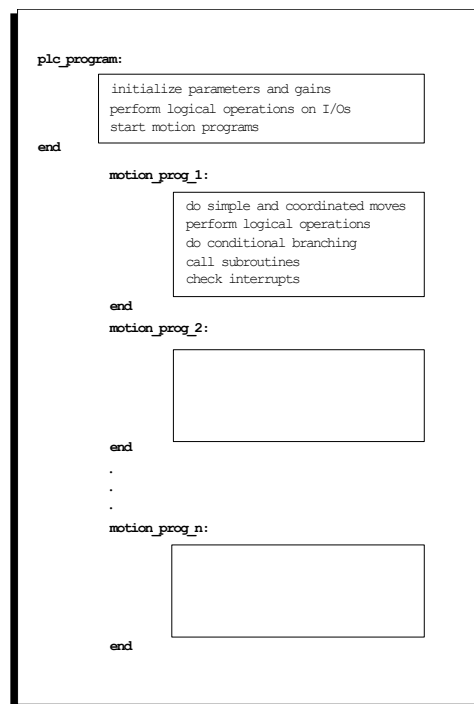 plc_program:
initialize parameters and gains
perform logical operations on I/Os
start motion programs
end
motion_prog_1:
do simple and coordinated moves
perform logical operations
do conditional branching
call subroutines
check interrupts
end
motion_prog_2:
end
.
.
.
motion_prog_n:
end